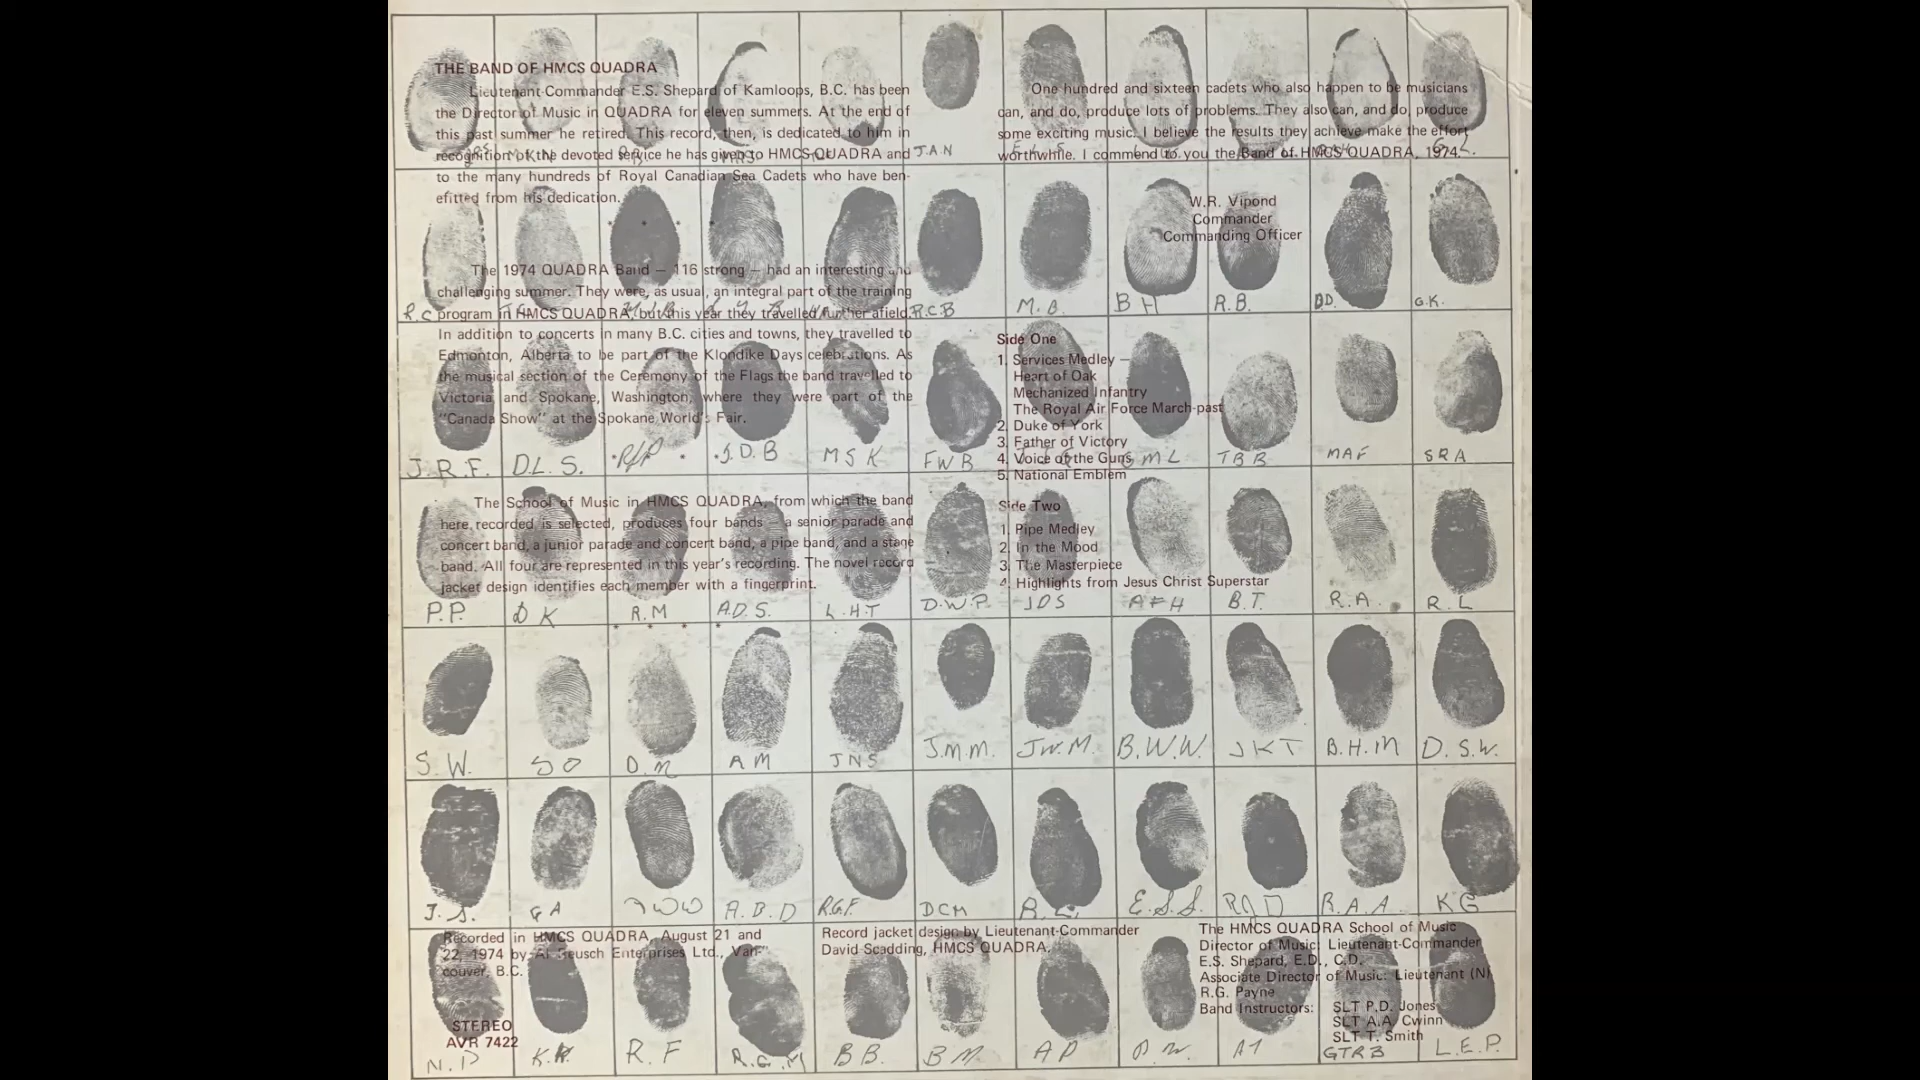 THE BAND OF HMCS QUADRA
Lieutenant-Commander E.S. Shepard of Kamloops, B.C. has been
the Director of Music in QUADRA for eleven summers. At the end of
this past summer he retired. This record, then, is dedicated to him in
recognition of the devoted service he has given to HMCS QUADRA and
to the many hundreds of Royal Canadian Sea Cadets who have ben-
efitted from his dedication.
The 1974 QUADRA Band — 116 strong — had an interesting and
challenging summer. They were, as usual, an integral part of the training
program in HMCS QUADRA, but this year they travelled further afield.
In addition to concerts in many B.C. cities and towns, they travelled to
Edmonton, Alberta to be part of the Klondike Days celebrations. As
the musical section of the Ceremony of the Flags the band travelled to
Victoria and Spokane, Washington, where they were part of the
"Canada Show" at the Spokane World's Fair.
The School of Music in HMCS QUADRA, from which the band
here recorded is selected, produces four bands — a senior parade and
concert band, a junior parade and concert band, a pipe band, and a stage
band. All four are represented in this year's recording. The novel record
jacket design identifies each member with a fingerprint.
One hundred and sixteen cadets who also happen to be musicians
can, and do, produce lots of problems. They also can, and do, produce
some exciting music. I believe the results they achieve make the effort
worthwhile. I commend to you the Band of HMCS QUADRA, 1974.
W.R. Vipond
Commander
Commanding Officer
Side One
1. Services Medley —
Heart of Oak
Mechanized Infantry
The Royal Air Force March-past
2. Duke of York
3. Father of Victory
4. Voice of the Guns
5. National Emblem
Side Two
1. Pipe Medley
2. In the Mood
3. The Masterpiece
4. Highlights from Jesus Christ Superstar
J.A.N
R.C R.C.B M.B. B H R.B. D.D. G.K.
J.R.F. D.L.S. J.D.B MSK FWB ML TBB MAF SRA
P.P. DK R.M A.D.S. L.H.T D.W.P. JDS AFH B.T. R.A. R.L
S.W. SO D.M AM JNS J.M.M. JW.M. B.W.W. JKT B.H.M D.S.W.
J.S. GA A.B.D R.G.F. DCM E.S.S. R.A.A. KG
Recorded in HMCS QUADRA, August 21 and
22, 1974 by Al Reusch Enterprises Ltd., Van-
couver, B.C.
STEREO
AVR 7422
Record jacket design by Lieutenant-Commander
David Scadding, HMCS QUADRA.
The HMCS QUADRA School of Music
Director of Music: Lieutenant-Commander
E.S. Shepard, E.D., C.D.
Associate Director of Music: Lieutenant (N)
R.G. Payne
Band Instructors: SLT P.D. Jones
SLT A.A. Cwinn
SLT T. Smith
N.P K.K. R.F R.G.M BB. BM. AP GTRB L.E.P.